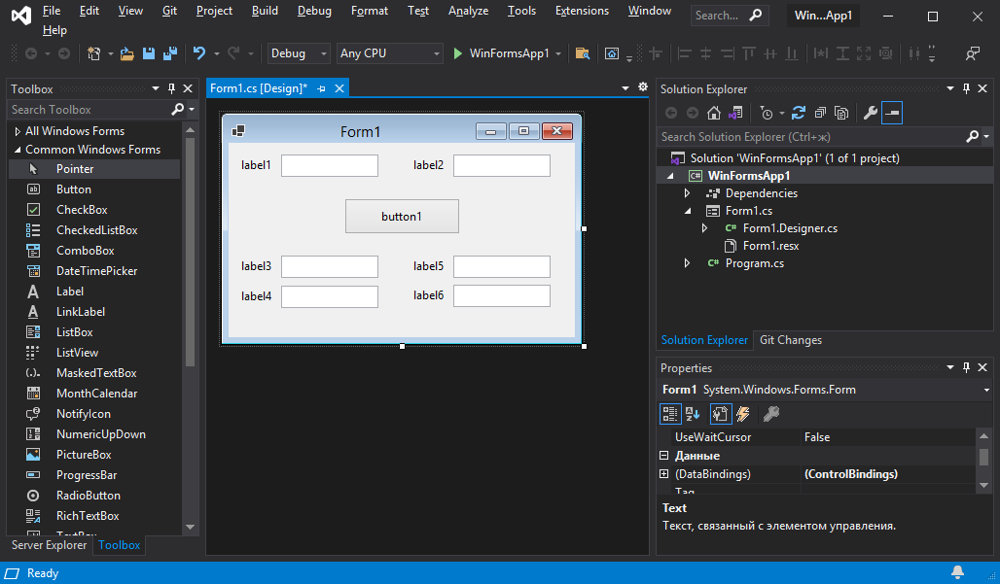 File Edit View Git Project Build Debug Format Test Analyze Tools Extensions Window Search... Win...App1
Help
Debug Any CPU WinFormsApp1
Toolbox
Search Toolbox
All Windows Forms
Common Windows Forms
Pointer
Button
CheckBox
CheckedListBox
ComboBox
DateTimePicker
Label
LinkLabel
ListBox
ListView
MaskedTextBox
MonthCalendar
NotifyIcon
NumericUpDown
PictureBox
ProgressBar
RadioButton
RichTextBox
TextBox
Server Explorer Toolbox
Form1.cs [Design]*
Form1
label1 label2
button1
label3 label5
label4 label6
Solution Explorer
Search Solution Explorer (Ctrl+ж)
Solution 'WinFormsApp1' (1 of 1 project)
C# WinFormsApp1
Dependencies
Form1.cs
C# Form1.Designer.cs
Form1.resx
C# Program.cs
Solution Explorer Git Changes
Properties
Form1 System.Windows.Forms.Form
UseWaitCursor False
Данные
(DataBindings) (ControlBindings)
Tag
Text
Текст, связанный с элементом управления.
Ready